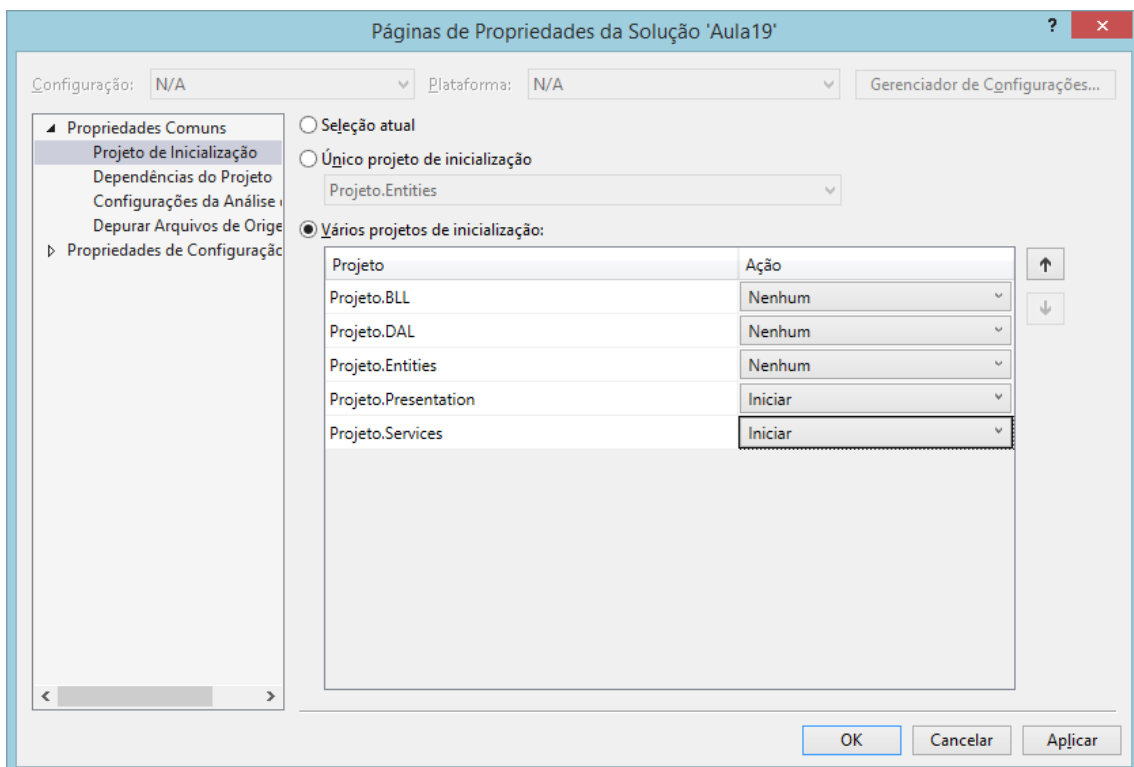 Páginas de Propriedades da Solução 'Aula19'
?
×
Configuração: N/A Plataforma: N/A Gerenciador de Configurações...
Propriedades Comuns
Projeto de Inicialização
Dependências do Projeto
Configurações da Análise
Depurar Arquivos de Orige
Propriedades de Configuraçãc
Seleção atual
Único projeto de inicialização
Projeto.Entities
Vários projetos de inicialização:
Projeto Ação
Projeto.BLL Nenhum
Projeto.DAL Nenhum
Projeto.Entities Nenhum
Projeto.Presentation Iniciar
Projeto.Services Iniciar
OK Cancelar Aplicar